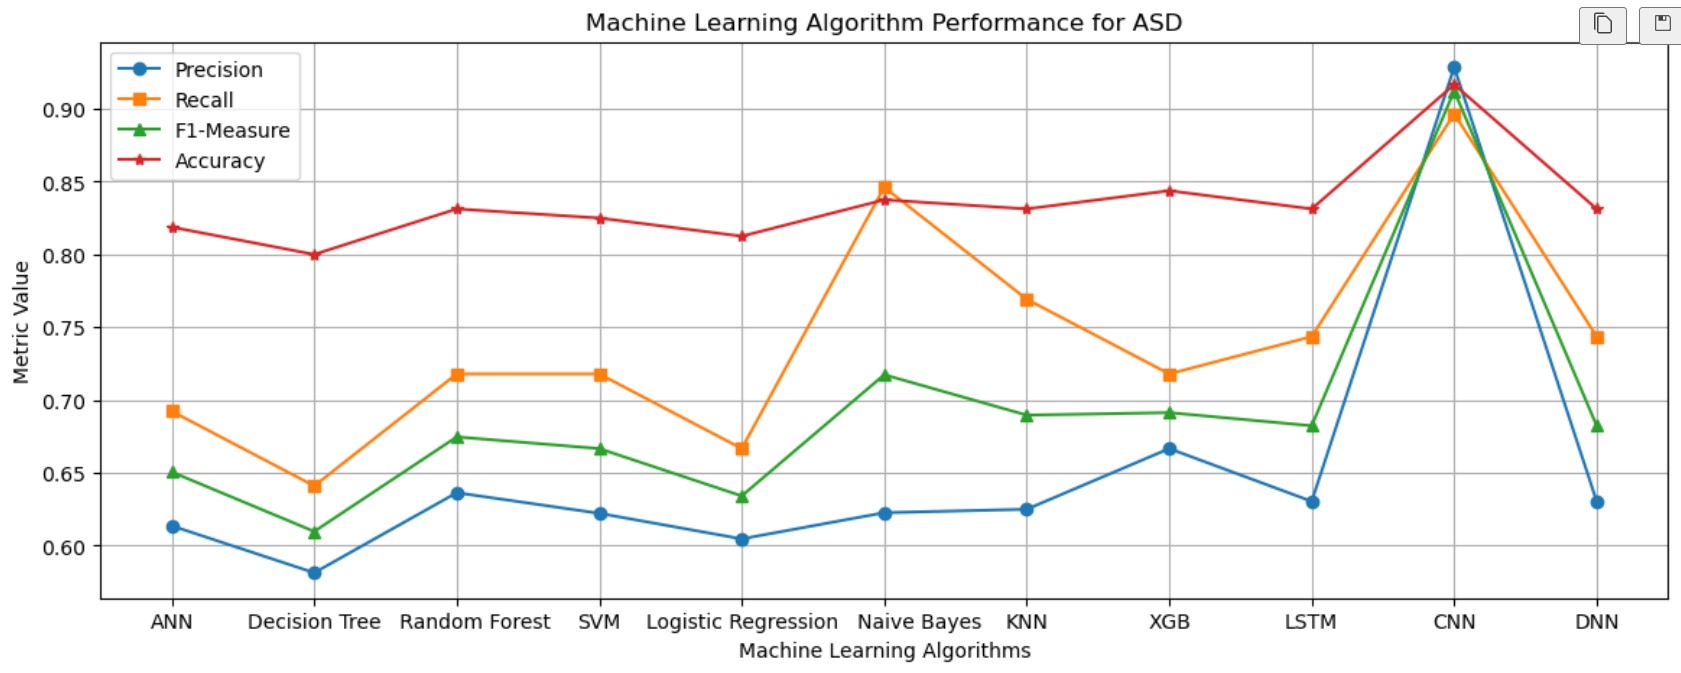 Machine Learning Algorithm Performance for ASD
Precision
Recall
F1-Measure
Accuracy
0.90
0.85
0.80
0.75
0.70
0.65
0.60
Metric Value
ANN Decision Tree Random Forest SVM Logistic Regression Naive Bayes KNN XGB LSTM CNN DNN
Machine Learning Algorithms